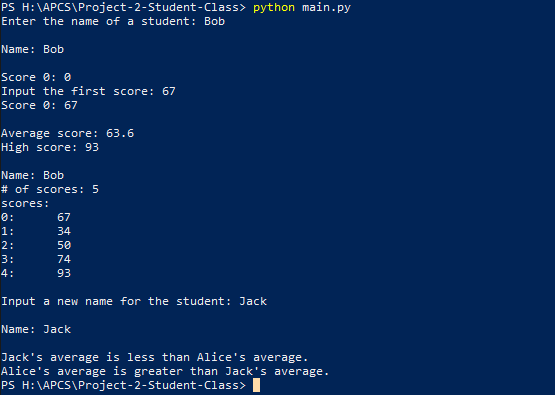 PS H:\APCS\Project-2-Student-Class> python main.py
Enter the name of a student: Bob
Name: Bob
Score 0: 0
Input the first score: 67
Score 0: 67
Average score: 63.6
High score: 93
Name: Bob
# of scores: 5
scores:
0: 67
1: 34
2: 50
3: 74
4: 93
Input a new name for the student: Jack
Name: Jack
Jack's average is less than Alice's average.
Alice's average is greater than Jack's average.
PS H:\APCS\Project-2-Student-Class>